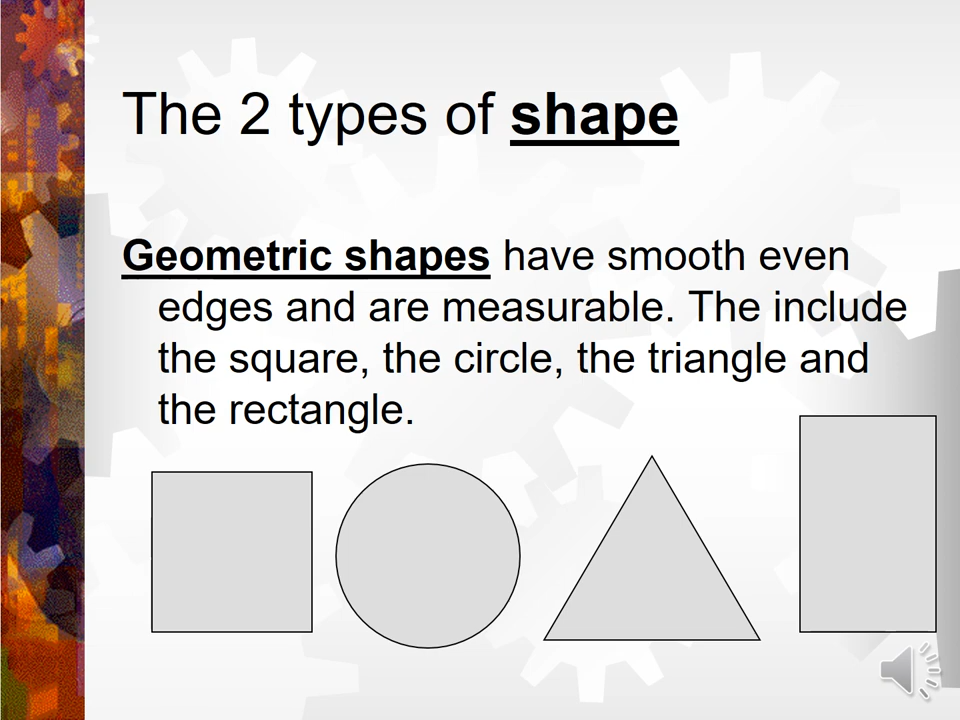 The 2 types of shape
Geometric shapes have smooth even
edges and are measurable. The include
the square, the circle, the triangle and
the rectangle.